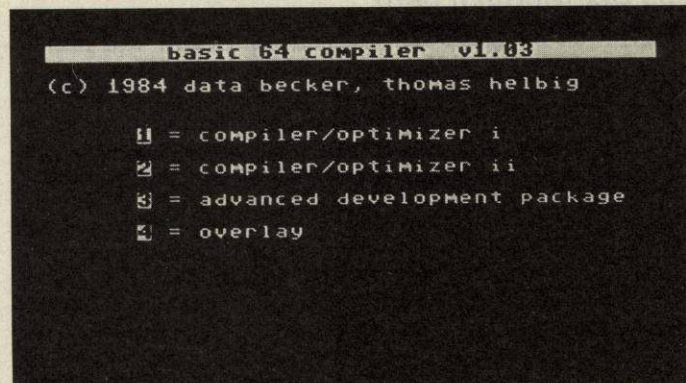 basic 64 compiler v1.03
(c) 1984 data becker, thomas helbig
1 = compiler/optimizer i
2 = compiler/optimizer ii
3 = advanced development package
4 = overlay